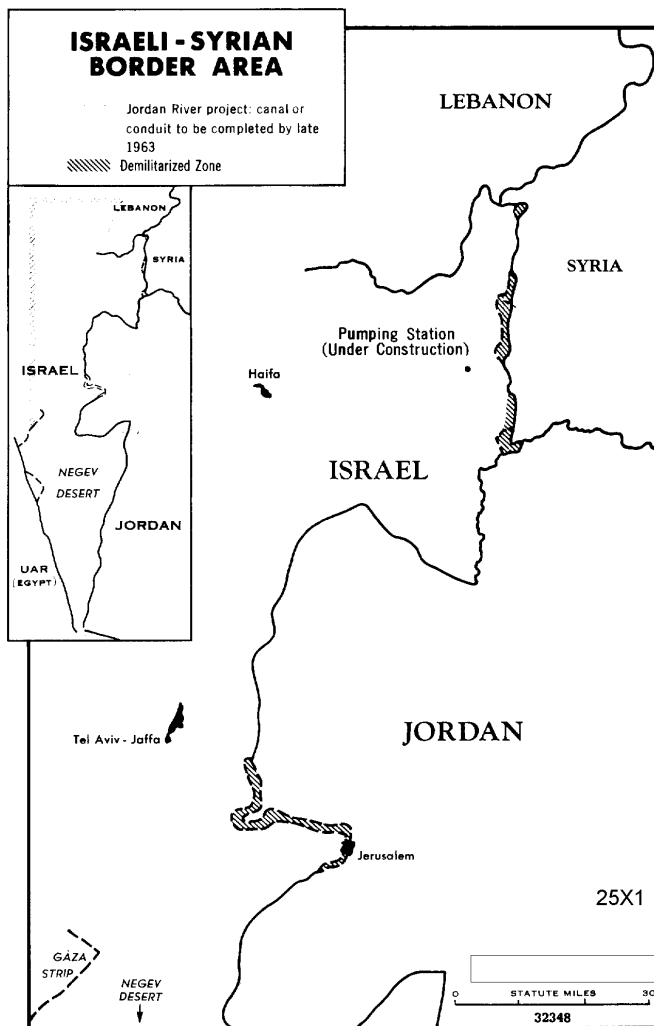 ISRAELI - SYRIAN
BORDER AREA
Jordan River project: canal or
conduit to be completed by late
1963
Demilitarized Zone
LEBANON
SYRIA
ISRAEL
NEGEV
DESERT
JORDAN
UAR
(EGYPT)
LEBANON
SYRIA
Pumping Station
(Under Construction)
Haifa
ISRAEL
JORDAN
Tel Aviv - Jaffa
Jerusalem
25X1
GAZA
STRIP
NEGEV
DESERT
0 STATUTE MILES 30
32348